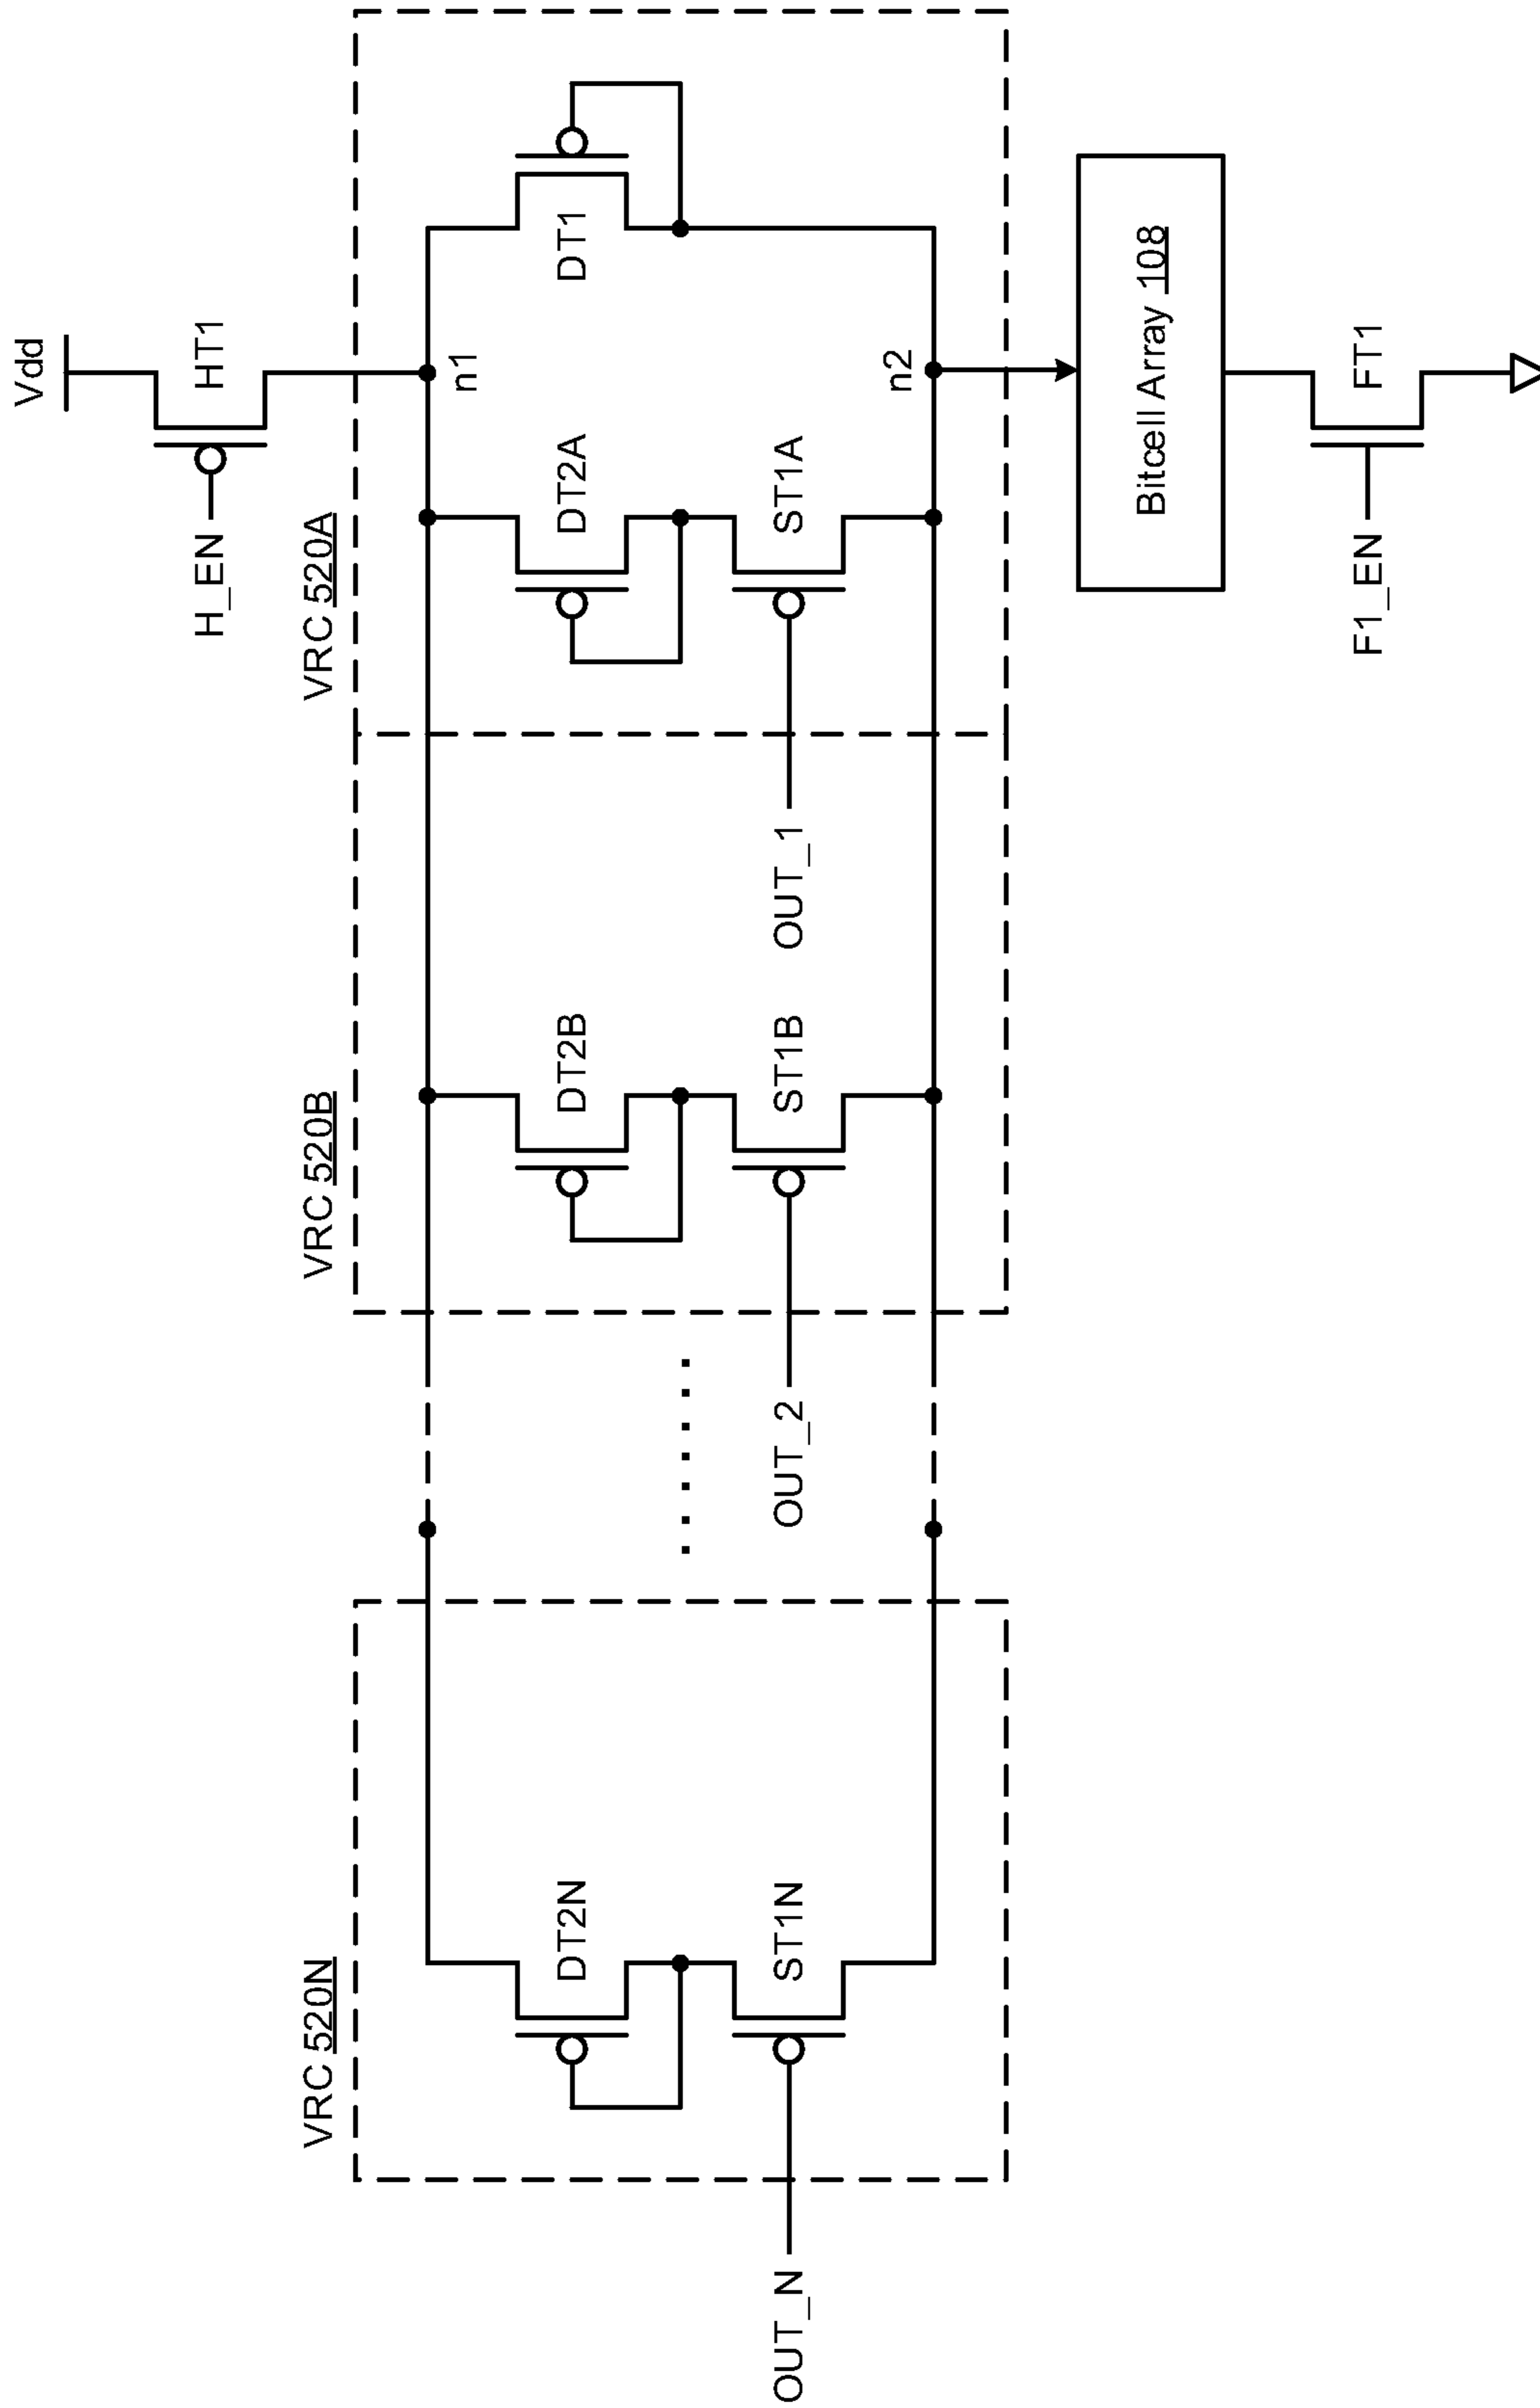 Vdd
HT1
H_EN
VRC 520N
VRC 520B
VRC 520A
n1
DT2N
DT2B
DT2A
DT1
OUT_N
ST1N
OUT_2
ST1B
OUT_1
ST1A
n2
Bitcell Array 108
F1_EN
FT1